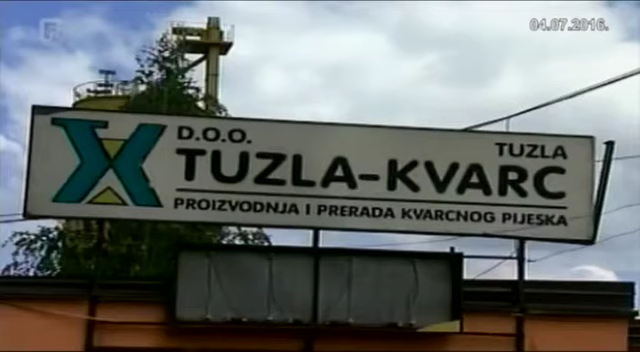 04.07.2016.
D.O.O.
TUZLA
TUZLA-KVARC
PROIZVODNJA I PRERADA KVARCNOG PIJESKA